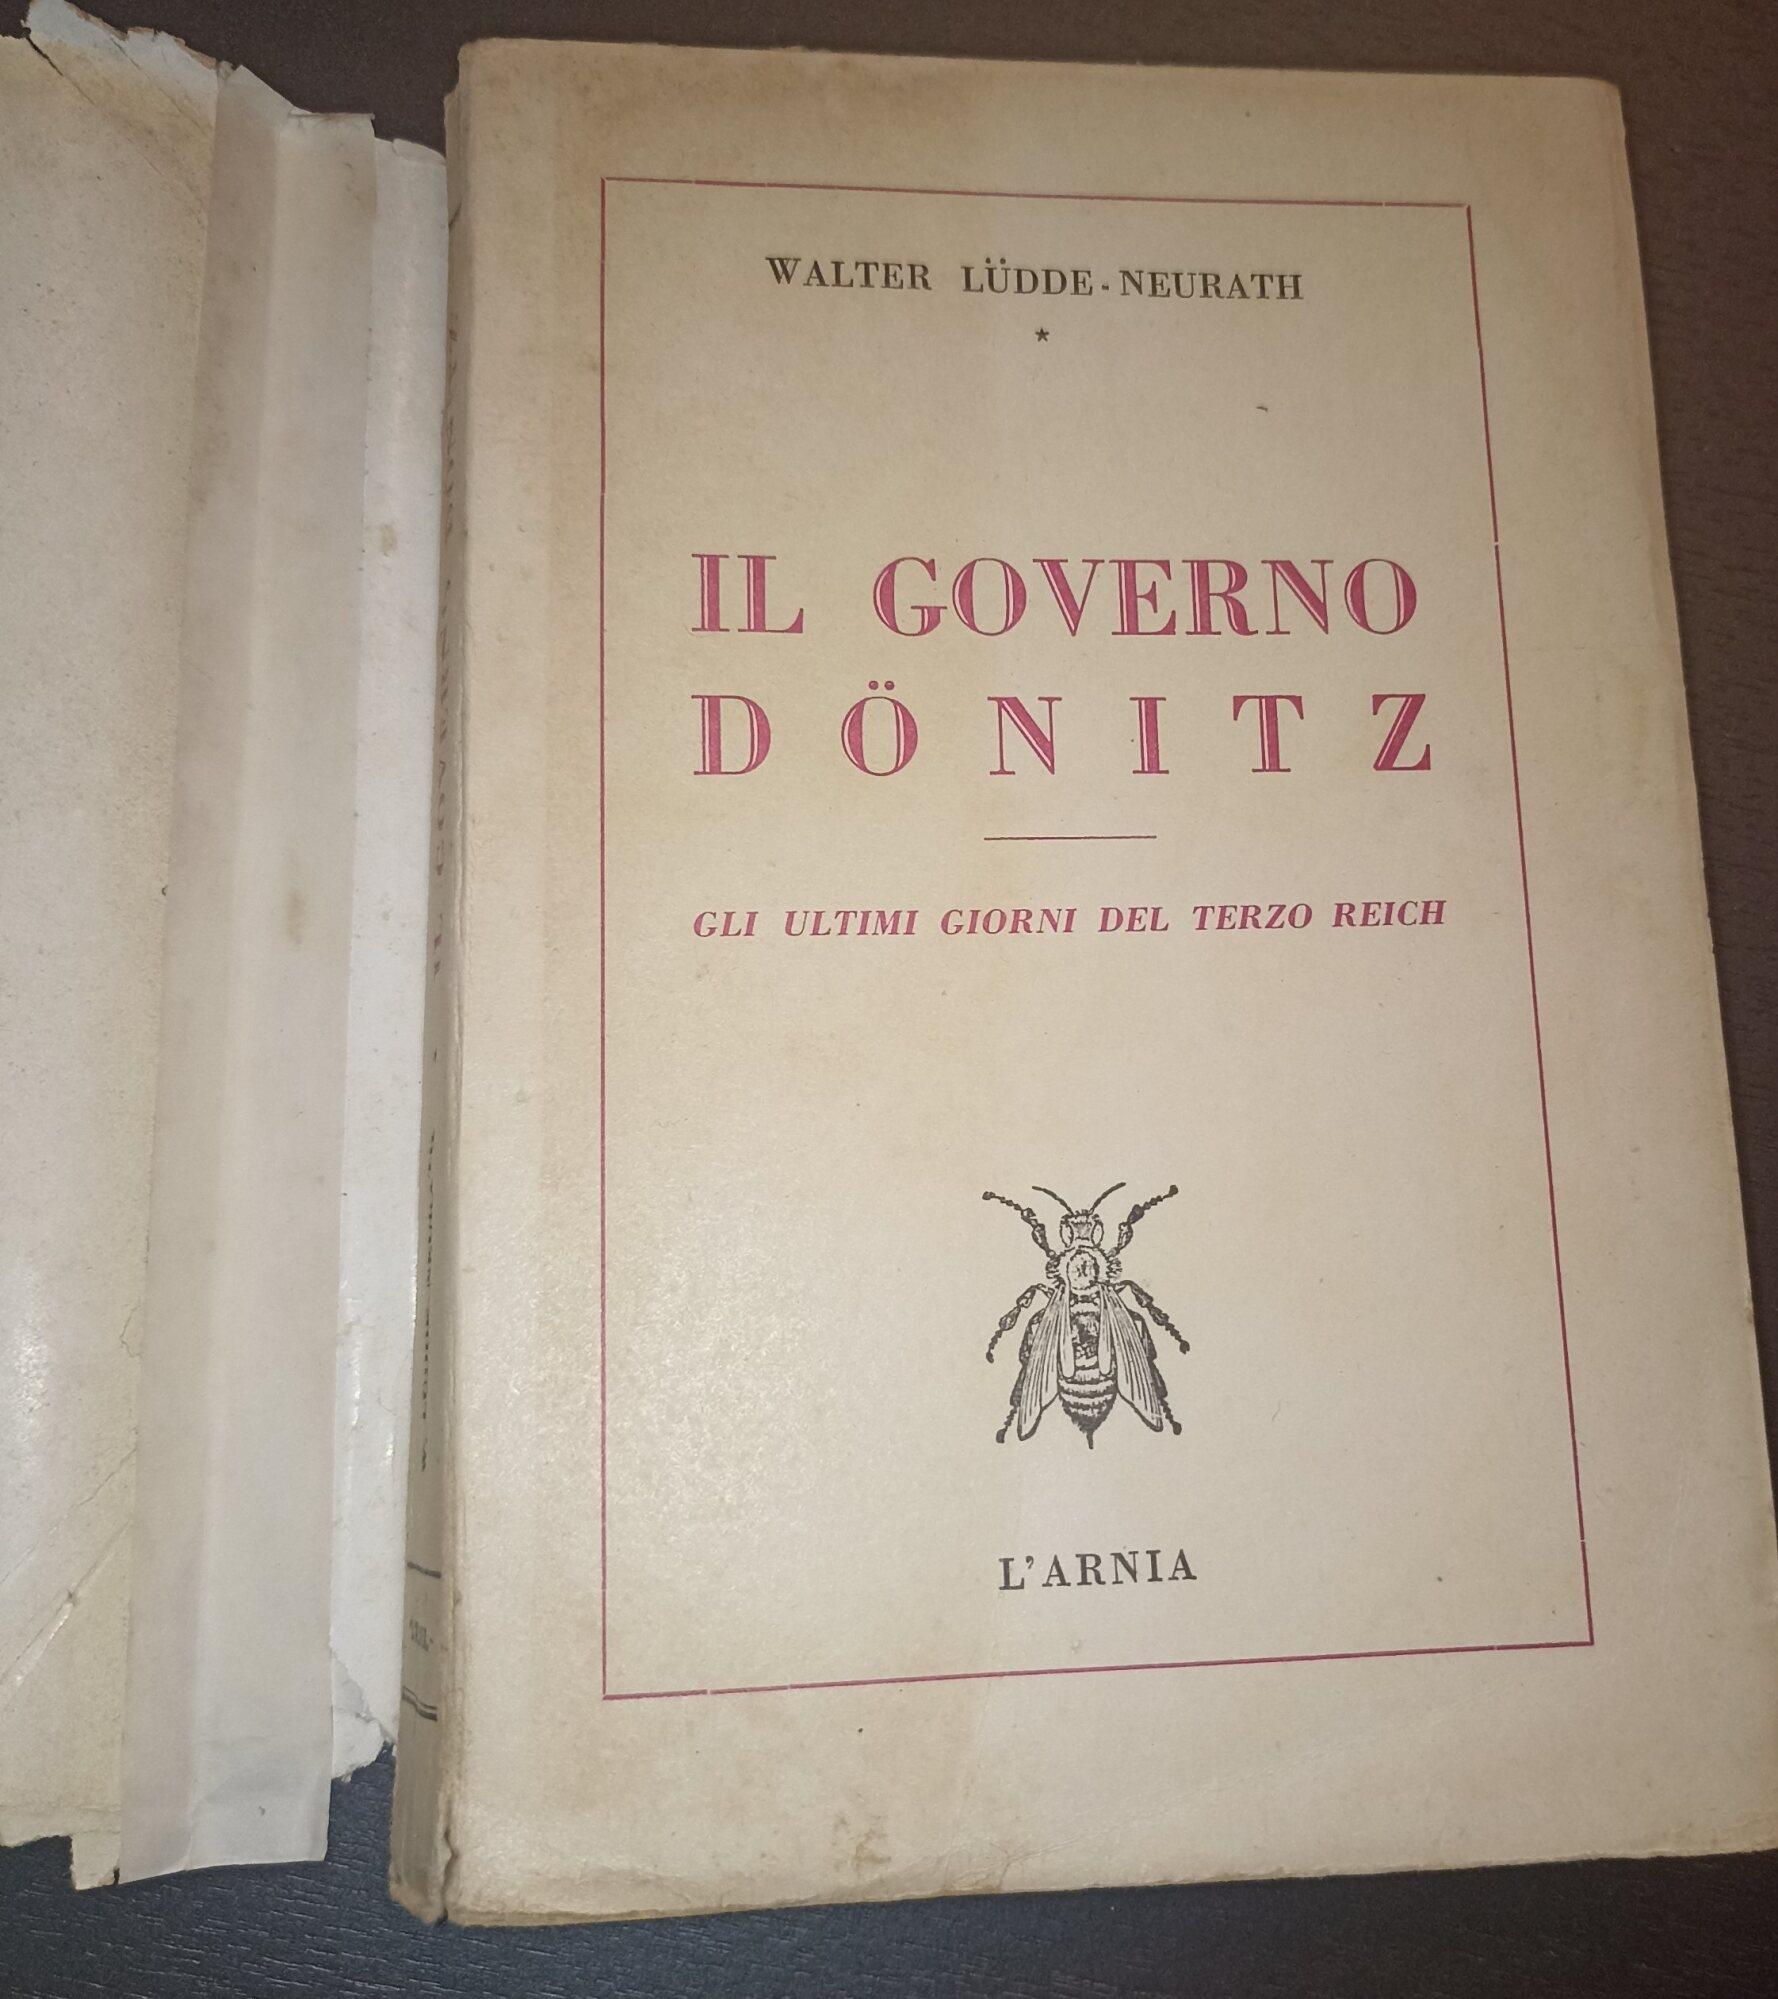 WALTER LÜDDE-NEURATH
*
IL GOVERNO
DÖNITZ
GLI ULTIMI GIORNI DEL TERZO REICH
L'ARNIA